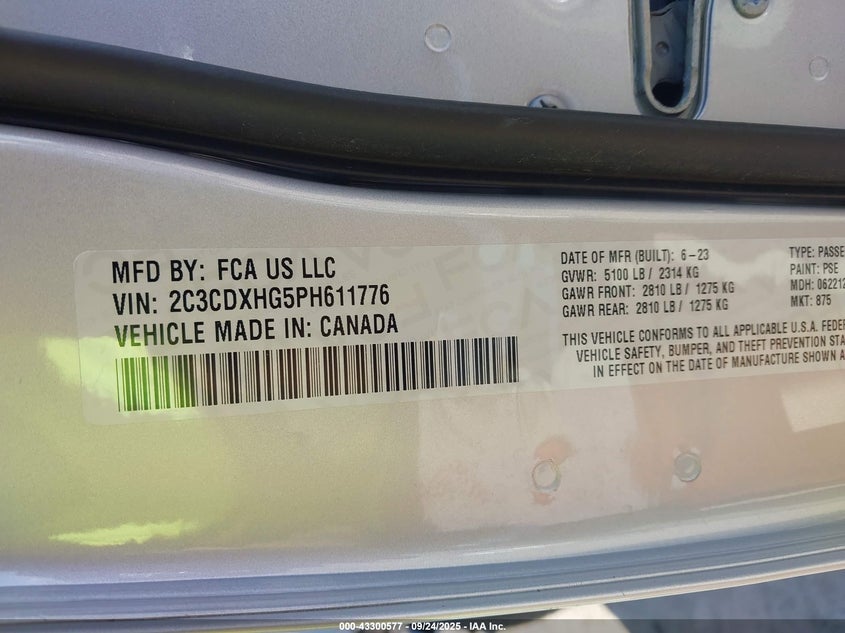 MFD BY: FCA US LLC
VIN: 2C3CDXHG5PH611776
VEHICLE MADE IN: CANADA
DATE OF MFR (BUILT): 6-23
GVWR: 5100 LB / 2314 KG
GAWR FRONT: 2810 LB / 1275 KG
GAWR REAR: 2810 LB / 1275 KG
TYPE: PASSE
PAINT: PSE
MDH: 062212
MKT: 875
THIS VEHICLE CONFORMS TO ALL APPLICABLE U.S.A. FEDER
VEHICLE SAFETY, BUMPER, AND THEFT PREVENTION STA
IN EFFECT ON THE DATE OF MANUFACTURE SHOWN A
000-43300577 - 09/24/2025 - IAA Inc.